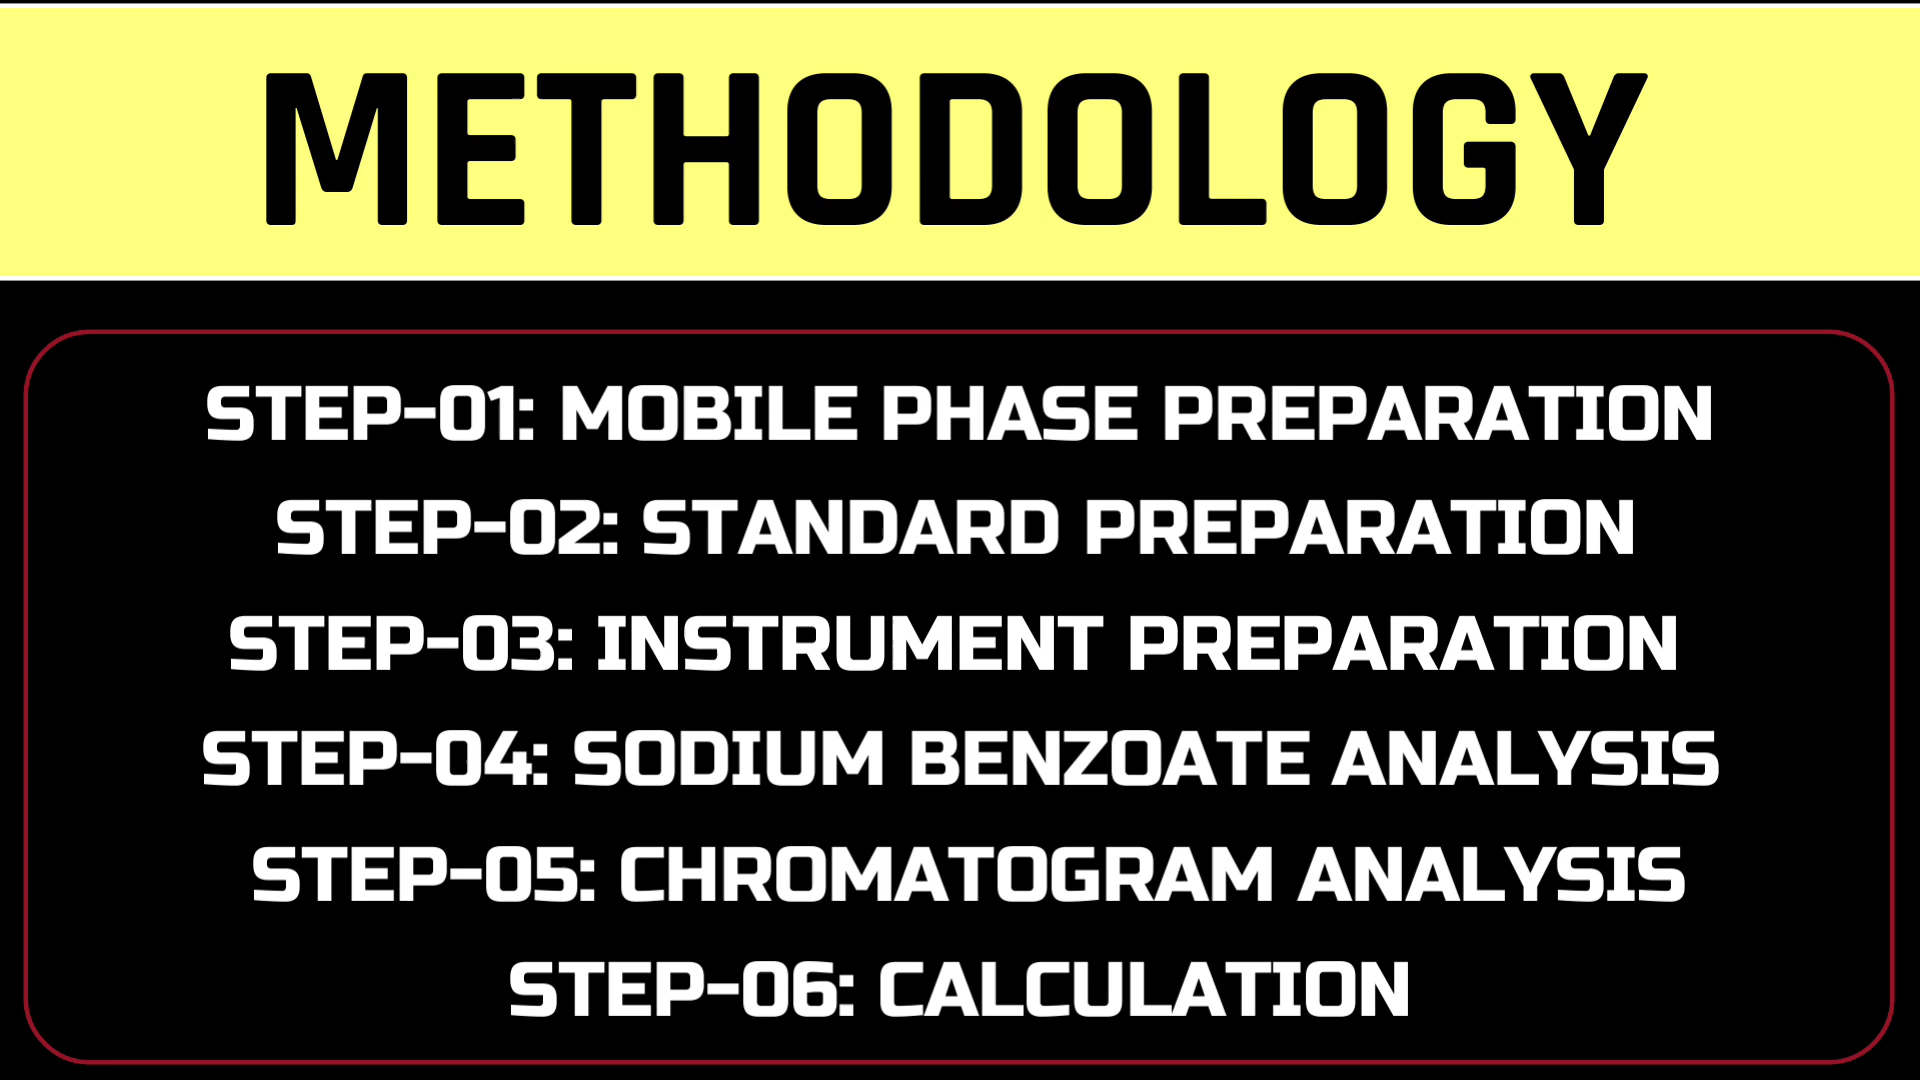 METHODOLOGY
STEP-01: MOBILE PHASE PREPARATION
STEP-02: STANDARD PREPARATION
STEP-03: INSTRUMENT PREPARATION
STEP-04: SODIUM BENZOATE ANALYSIS
STEP-05: CHROMATOGRAM ANALYSIS
STEP-06: CALCULATION